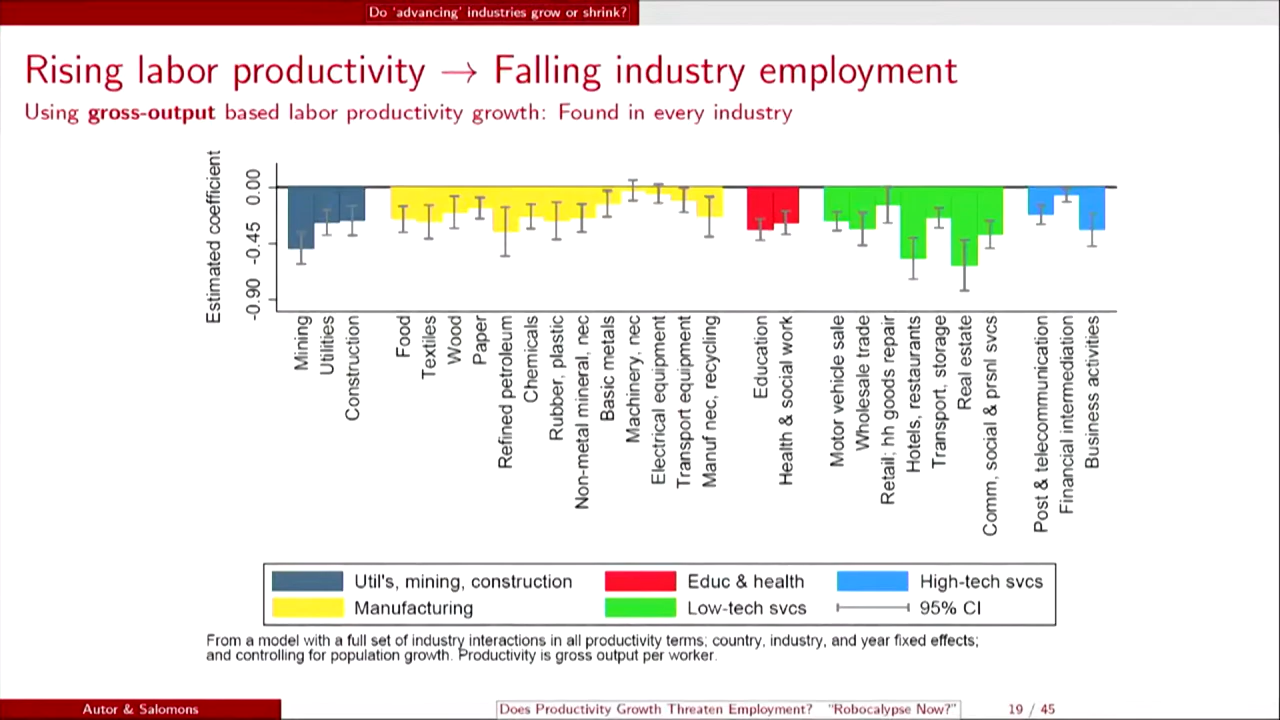 Do ‘advancing’ industries grow or shrink?
Rising labor productivity → Falling industry employment
Using gross-output based labor productivity growth: Found in every industry
Estimated coefficient
0.00
-0.45
-0.90
Mining
Utilities
Construction
Food
Textiles
Wood
Paper
Refined petroleum
Chemicals
Rubber, plastic
Non-metal mineral, nec
Basic metals
Machinery, nec
Electrical equipment
Transport equipment
Manuf nec, recycling
Education
Health & social work
Motor vehicle sale
Wholesale trade
Retail; hh goods repair
Hotels, restaurants
Transport, storage
Real estate
Comm, social & prsnl svcs
Post & telecommunication
Financial intermediation
Business activities
Util's, mining, construction
Educ & health
High-tech svcs
Manufacturing
Low-tech svcs
95% CI
From a model with a full set of industry interactions in all productivity terms; country, industry, and year fixed effects;
and controlling for population growth. Productivity is gross output per worker.
Autor & Salomons
Does Productivity Growth Threaten Employment? “Robocalypse Now?”
19 / 45